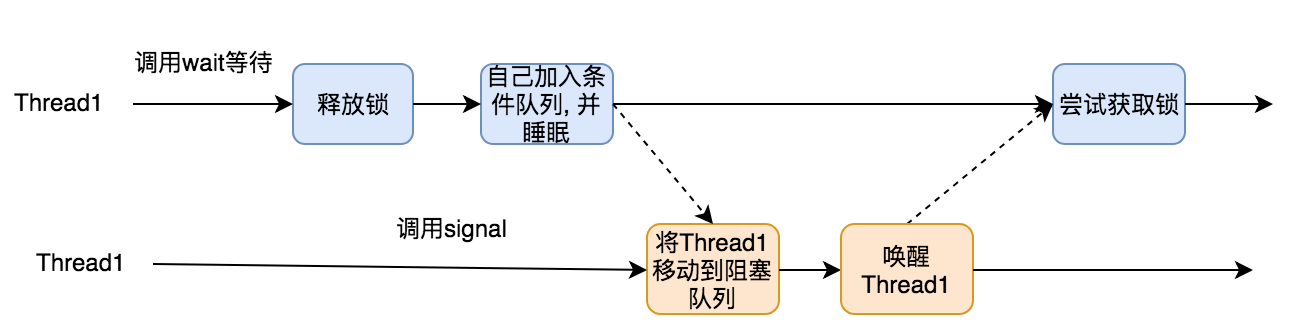 调用wait等待
Thread1
释放锁
自己加入条
件队列, 并
睡眠
尝试获取锁
调用signal
Thread1
将Thread1
移动到阻塞
队列
唤醒
Thread1